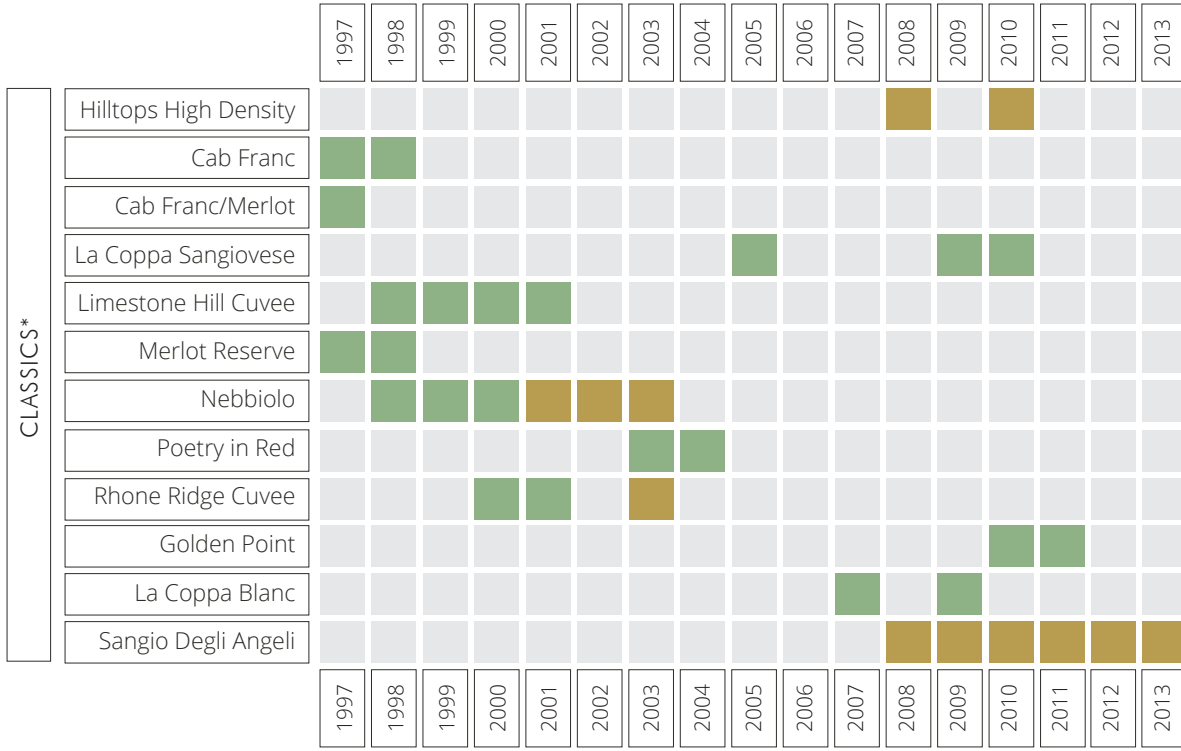 1997 1998 1999 2000 2001 2002 2003 2004 2005 2006 2007 2008 2009 2010 2011 2012 2013
CLASSICS*
Hilltops High Density
Cab Franc
Cab Franc/Merlot
La Coppa Sangiovese
Limestone Hill Cuvee
Merlot Reserve
Nebbiolo
Poetry in Red
Rhone Ridge Cuvee
Golden Point
La Coppa Blanc
Sangio Degli Angeli
1997 1998 1999 2000 2001 2002 2003 2004 2005 2006 2007 2008 2009 2010 2011 2012 2013